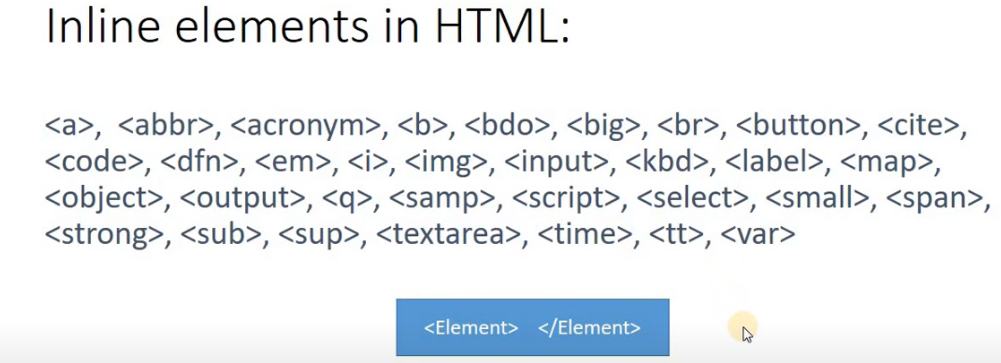 Inline elements in HTML:
<a>, <abbr>, <acronym>, <b>, <bdo>, <big>, <br>, <button>, <cite>,
<code>, <dfn>, <em>, <i>, <img>, <input>, <kbd>, <label>, <map>,
<object>, <output>, <q>, <samp>, <script>, <select>, <small>, <span>,
<strong>, <sub>, <sup>, <textarea>, <time>, <tt>, <var>
<Element> </Element>